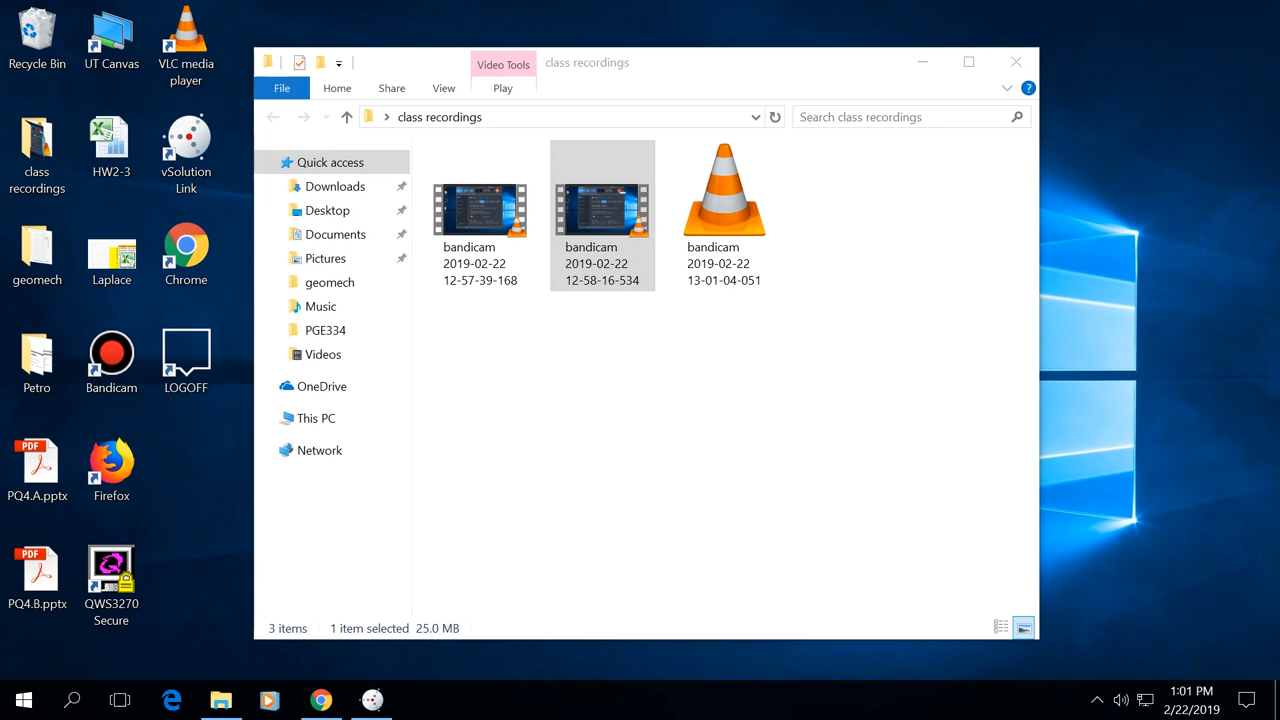 Recycle Bin
UT Canvas
VLC media
player
class
recordings
HW2-3
vSolution
Link
geomech
Laplace
Chrome
Petro
Bandicam
LOGOFF
PDF
PQ4.A.pptx
Firefox
PDF
PQ4.B.pptx
QWS3270
Secure
Video Tools
class recordings
File
Home
Share
View
Play
?
class recordings
Search class recordings
Quick access
Downloads
Desktop
Documents
Pictures
geomech
Music
PGE334
Videos
OneDrive
This PC
Network
bandicam
2019-02-22
12-57-39-168
bandicam
2019-02-22
12-58-16-534
bandicam
2019-02-22
13-01-04-051
3 items
1 item selected 25.0 MB
1:01 PM
2/22/2019